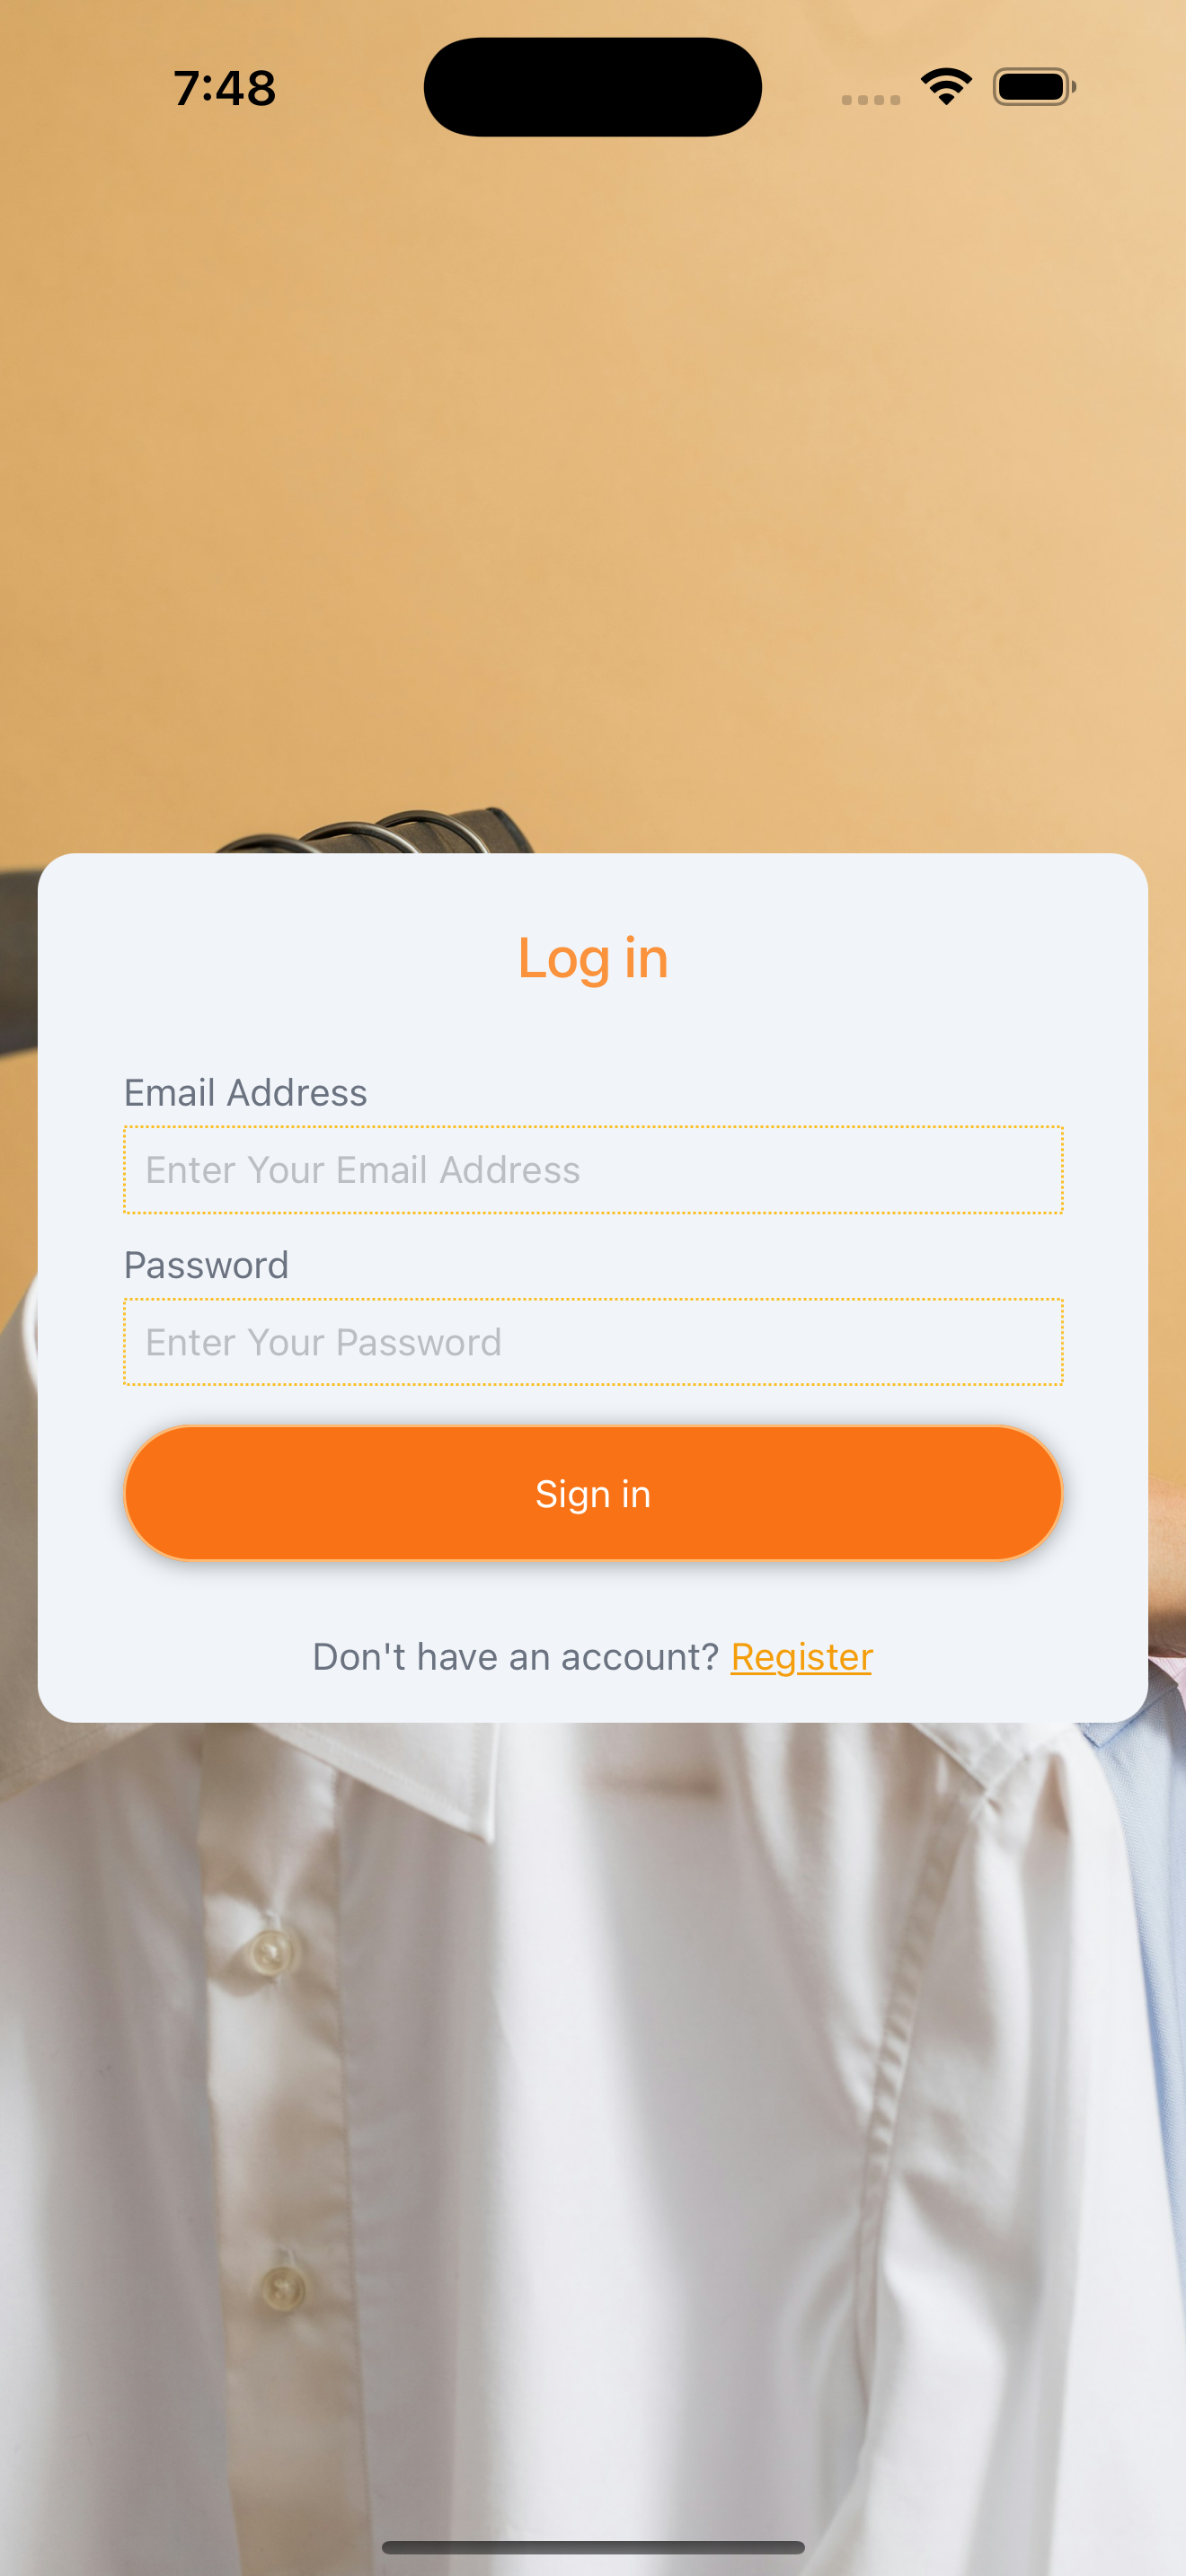 7:48
Log in
Email Address
Enter Your Email Address
Password
Enter Your Password
Sign in
Don't have an account? Register